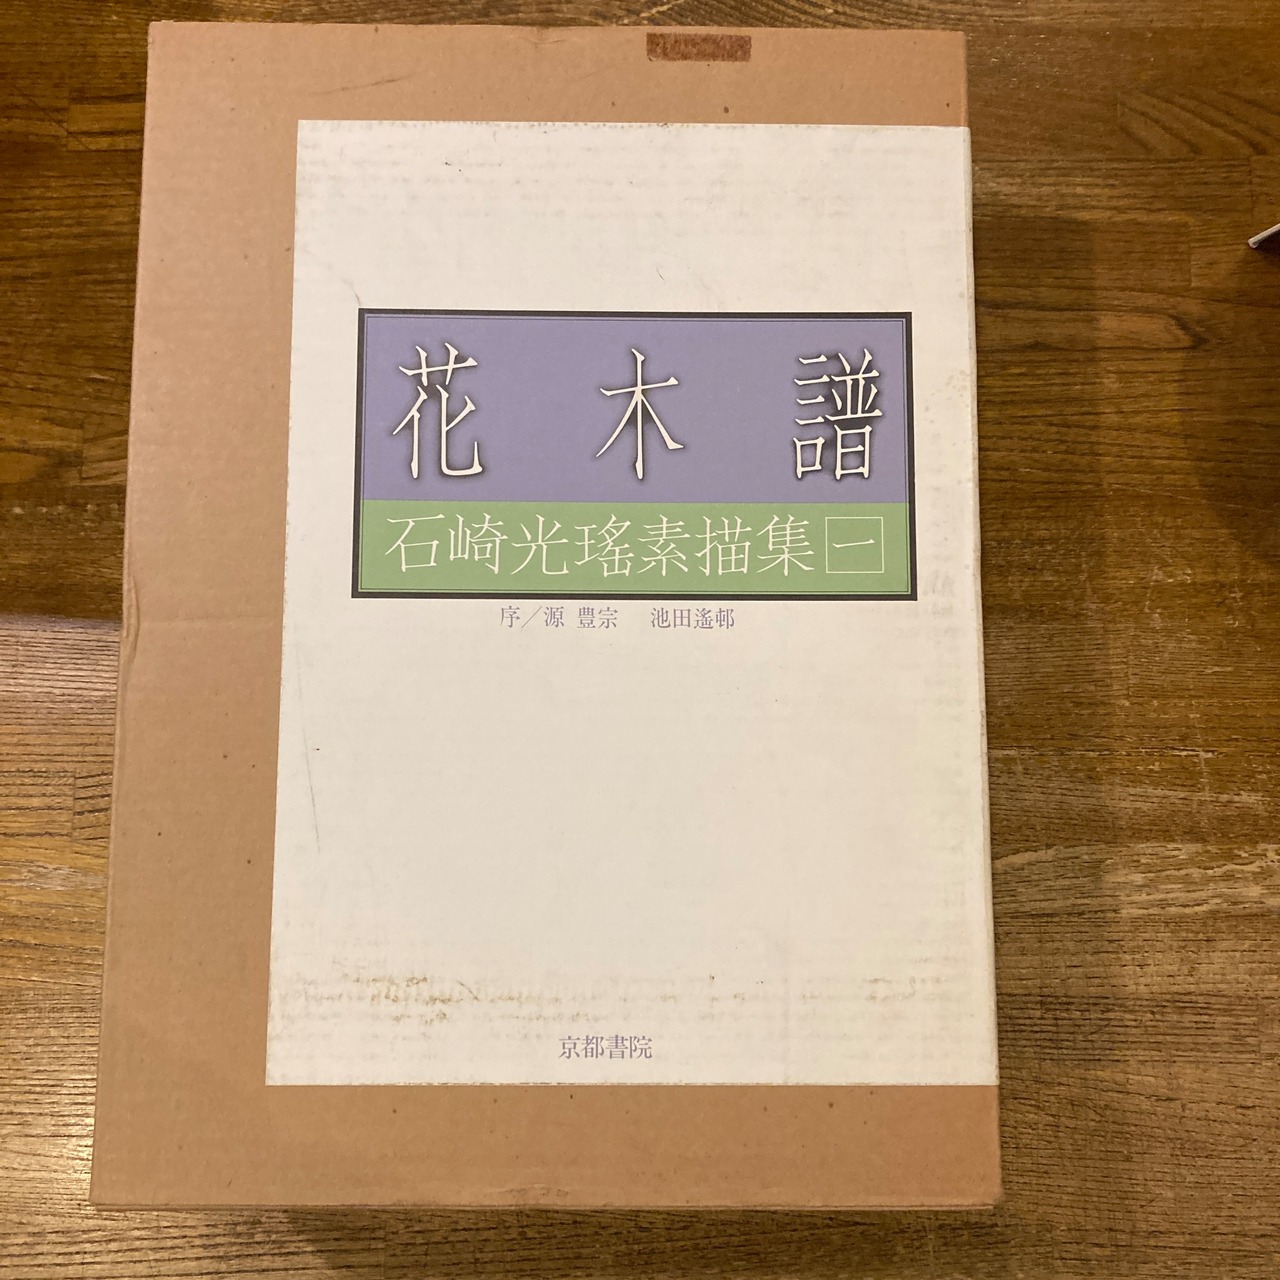 花木譜
石崎光瑤素描集 一
序／源 豊宗 池田遙邨
京都書院